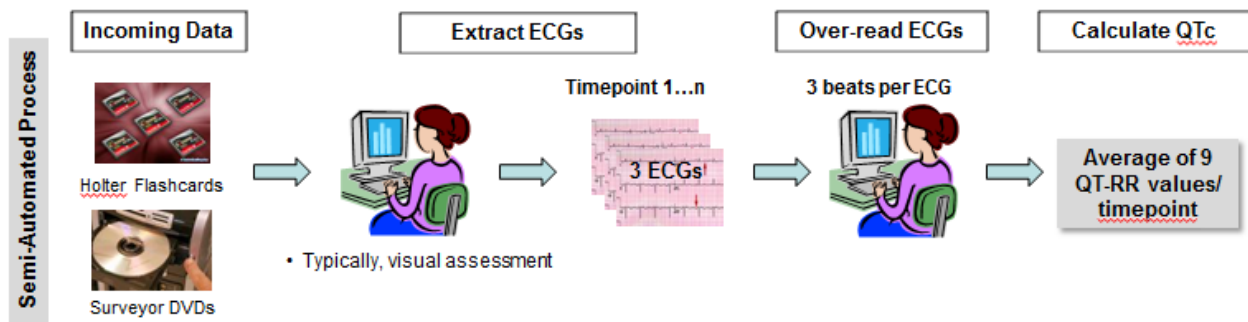 Semi-Automated Process
Incoming Data
Extract ECGs
Over-read ECGs
Calculate QTc
Holter Flashcards
Surveyor DVDs
• Typically, visual assessment
Timepoint 1…n
3 ECGs
3 beats per ECG
Average of 9
QT-RR values/
timepoint